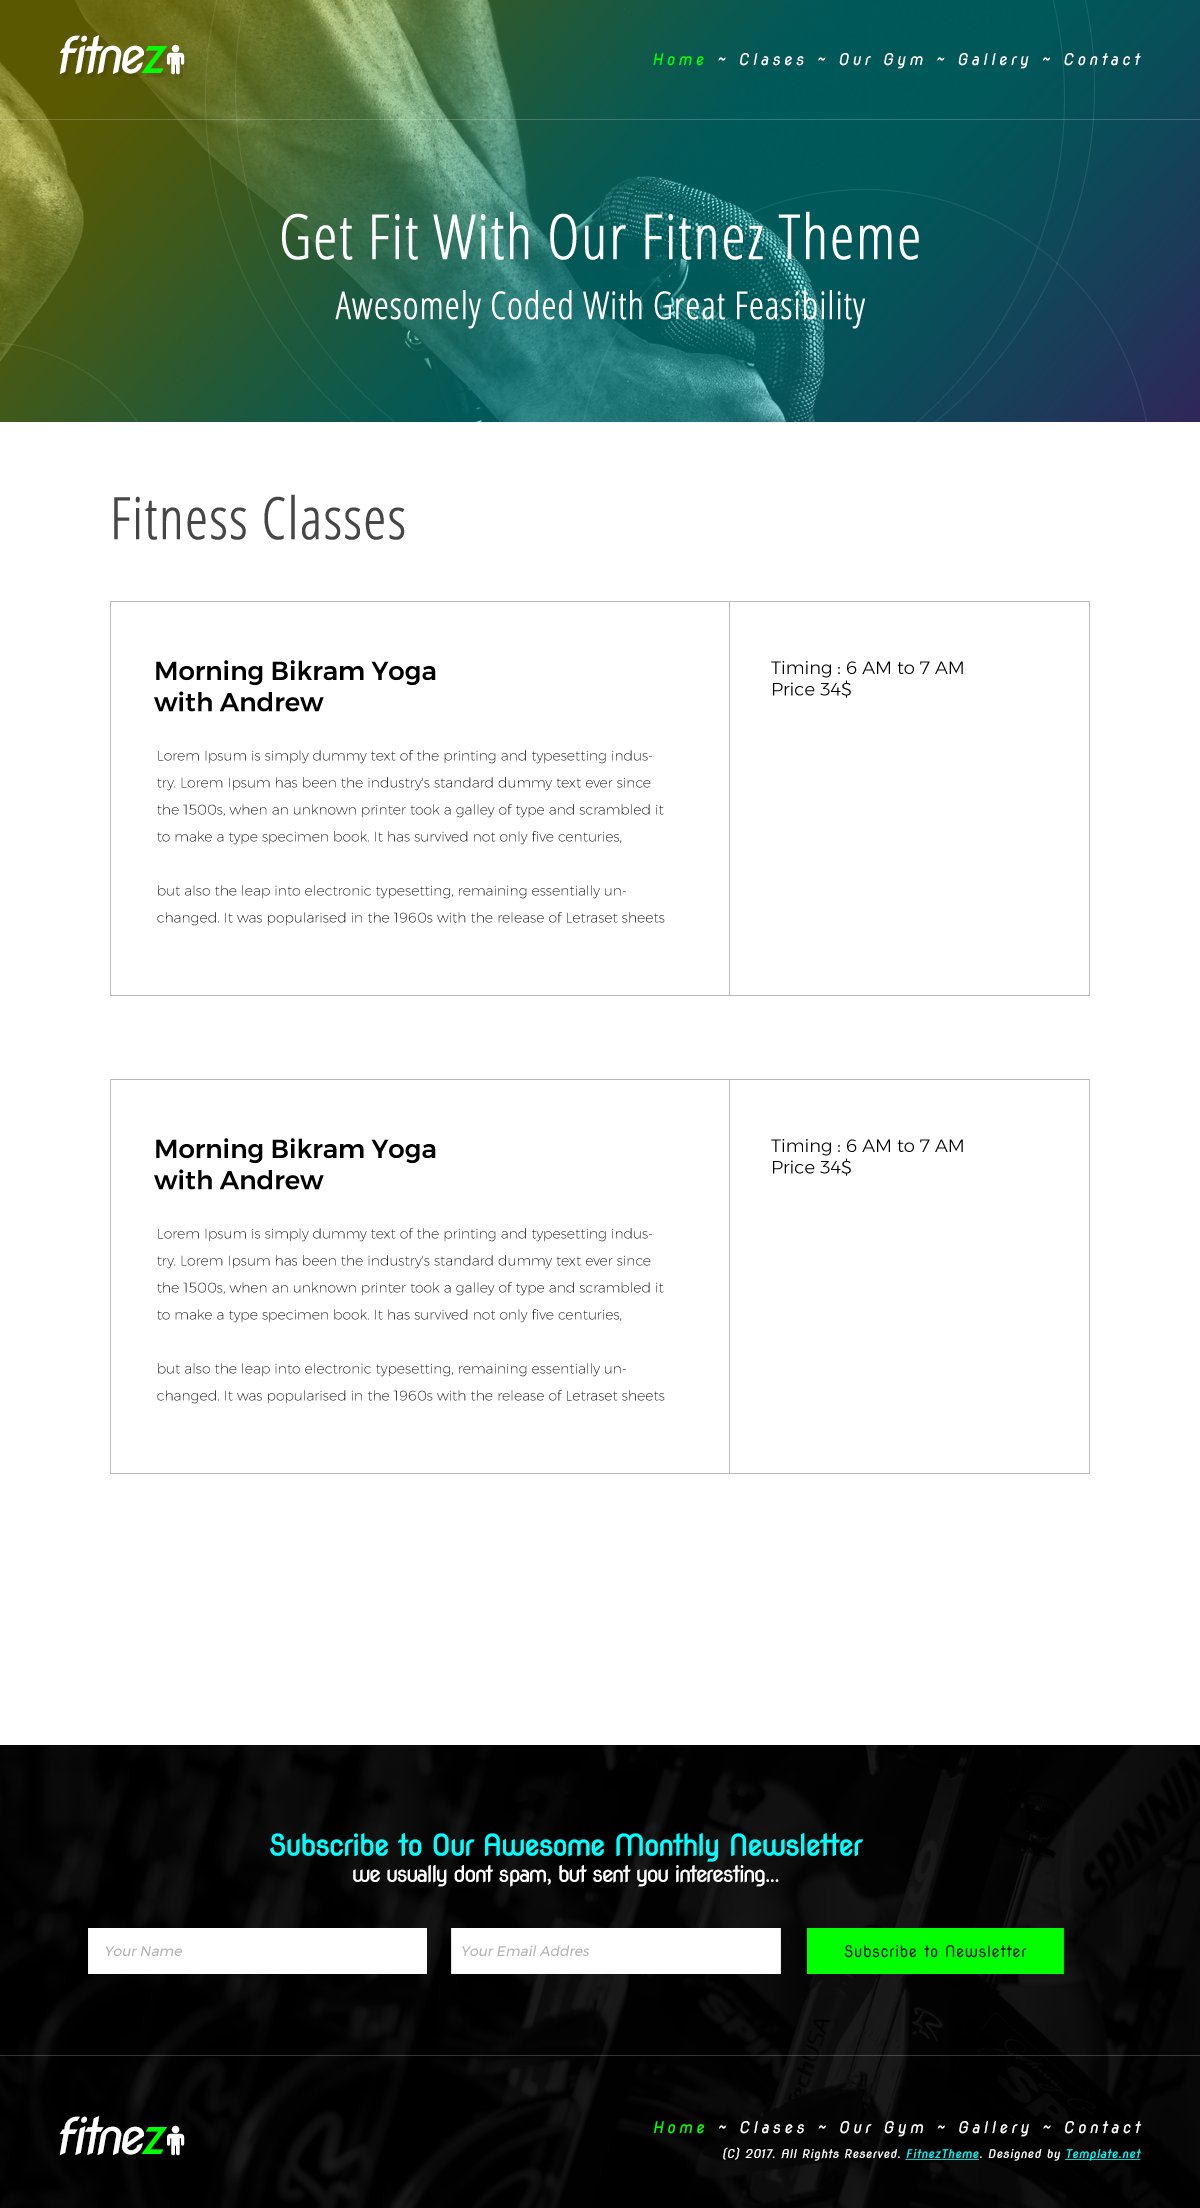 fitnez
Home ~ Clases ~ Our Gym ~ Gallery ~ Contact
Get Fit With Our Fitnez Theme
Awesomely Coded With Great Feasibility
Fitness Classes
Morning Bikram Yoga
with Andrew
Lorem Ipsum is simply dummy text of the printing and typesetting indus-
try. Lorem Ipsum has been the industry's standard dummy text ever since
the 1500s, when an unknown printer took a galley of type and scrambled it
to make a type specimen book. It has survived not only five centuries,
but also the leap into electronic typesetting, remaining essentially un-
changed. It was popularised in the 1960s with the release of Letraset sheets
Timing : 6 AM to 7 AM
Price 34$
Morning Bikram Yoga
with Andrew
Lorem Ipsum is simply dummy text of the printing and typesetting indus-
try. Lorem Ipsum has been the industry's standard dummy text ever since
the 1500s, when an unknown printer took a galley of type and scrambled it
to make a type specimen book. It has survived not only five centuries,
but also the leap into electronic typesetting, remaining essentially un-
changed. It was popularised in the 1960s with the release of Letraset sheets
Timing : 6 AM to 7 AM
Price 34$
Subscribe to Our Awesome Monthly Newsletter
we usually dont spam, but sent you interesting...
Your Name
Your Email Addres
Subscribe to Newsletter
fitnez
Home ~ Clases ~ Our Gym ~ Gallery ~ Contact
(C) 2017. All Rights Reserved. FitnezTheme. Designed by Template.net